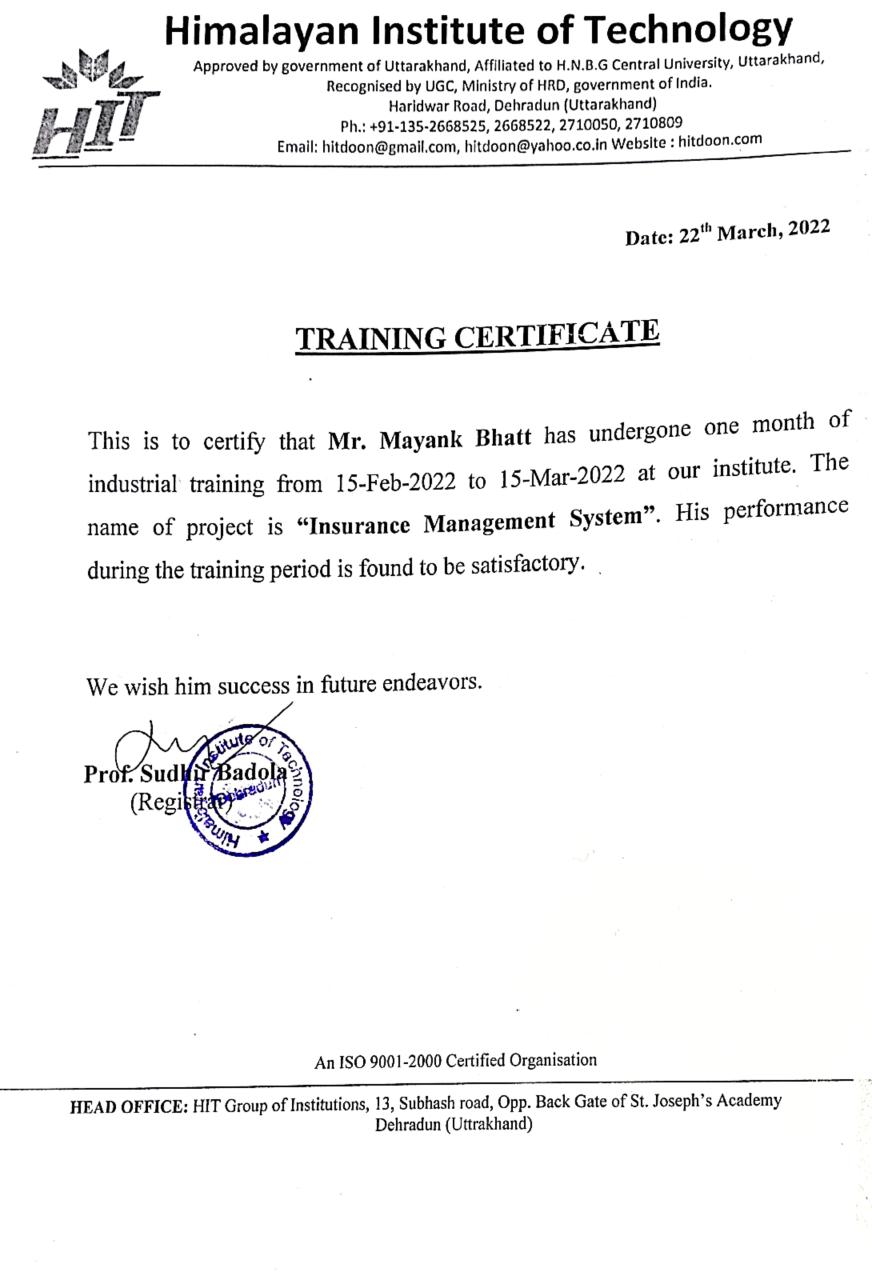 Himalayan Institute of Technology
Approved by government of Uttarakhand, Affiliated to H.N.B.G Central University, Uttarakhand,
Recognised by UGC, Ministry of HRD, government of India.
Haridwar Road, Dehradun (Uttarakhand)
Ph.: +91-135-2668525, 2668522, 2710050, 2710809
Email: hitdoon@gmail.com, hitdoon@yahoo.co.in Website : hitdoon.com
HIT
Date: 22th March, 2022
TRAINING CERTIFICATE
This is to certify that Mr. Mayank Bhatt has undergone one month of
industrial training from 15-Feb-2022 to 15-Mar-2022 at our institute. The
name of project is “Insurance Management System”. His performance
during the training period is found to be satisfactory.
We wish him success in future endeavors.
Prof. Sudhir Badola
(Registrar)
Himalayan Institute of Technology
Dehradun
An ISO 9001-2000 Certified Organisation
HEAD OFFICE: HIT Group of Institutions, 13, Subhash road, Opp. Back Gate of St. Joseph's Academy
Dehradun (Uttrakhand)